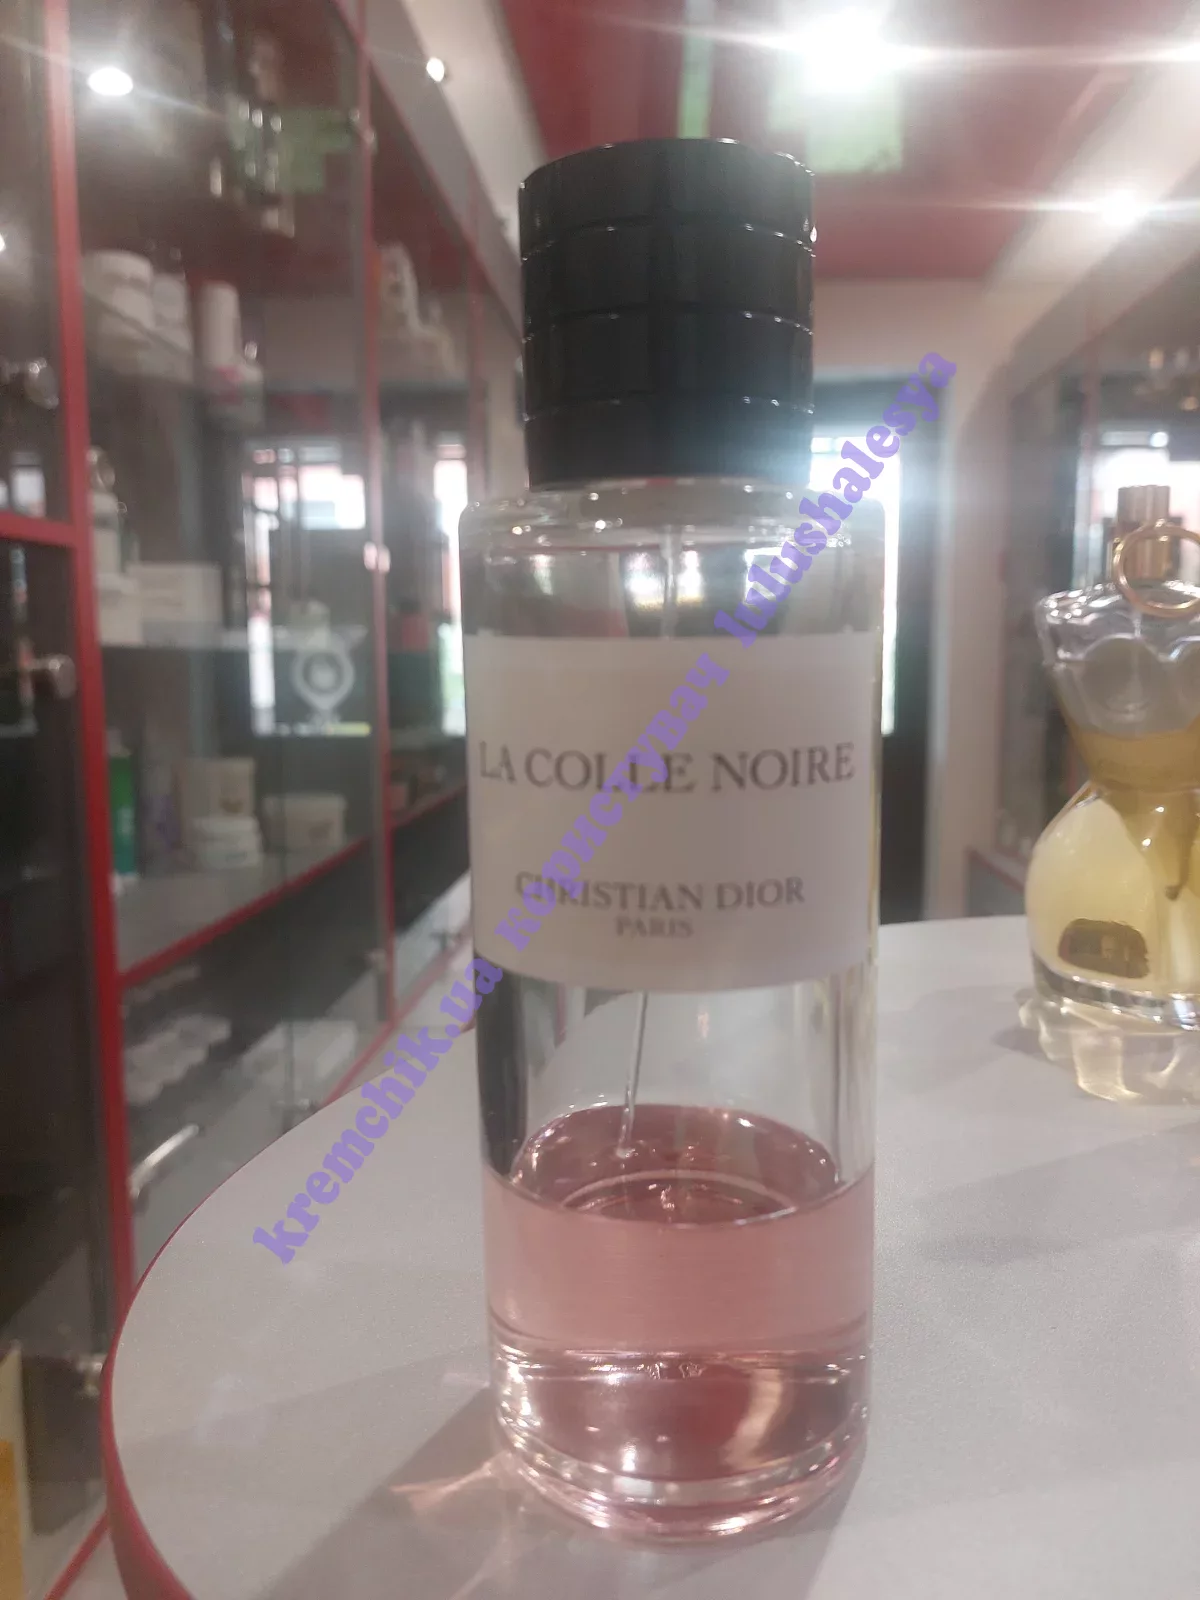 LA COLLE NOIRE
CHRISTIAN DIOR
PARIS
kremchik.ua користувач lulushalesya